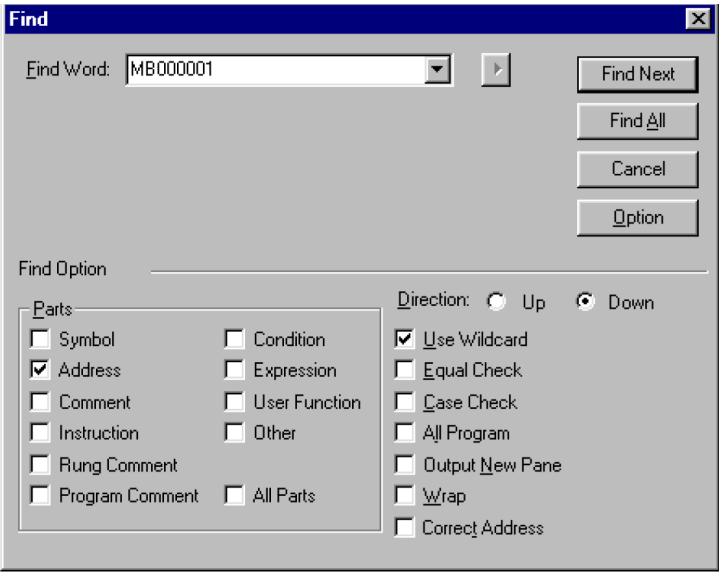 Find
Find Word: MB000001
Find Next
Find All
Cancel
Option
Find Option
Parts
Symbol
Address
Comment
Instruction
Rung Comment
Program Comment
Condition
Expression
User Function
Other
All Parts
Direction: Up Down
Use Wildcard
Equal Check
Case Check
All Program
Output New Pane
Wrap
Correct Address